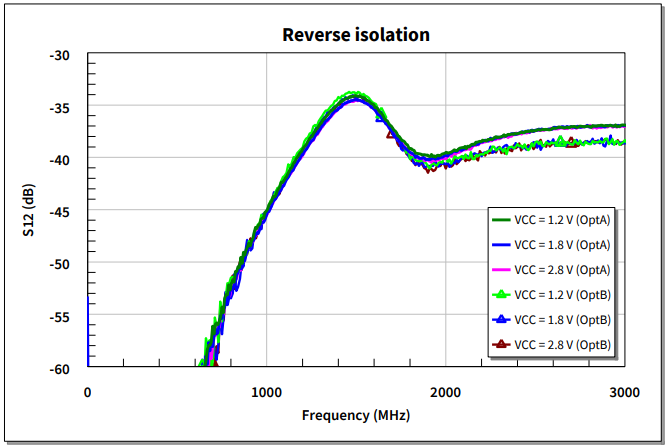 Reverse isolation
-30
-35
-40
-45
-50
-55
-60
S12 (dB)
VCC = 1.2 V (OptA)
VCC = 1.8 V (OptA)
VCC = 2.8 V (OptA)
VCC = 1.2 V (OptB)
VCC = 1.8 V (OptB)
VCC = 2.8 V (OptB)
0
1000
2000
3000
Frequency (MHz)